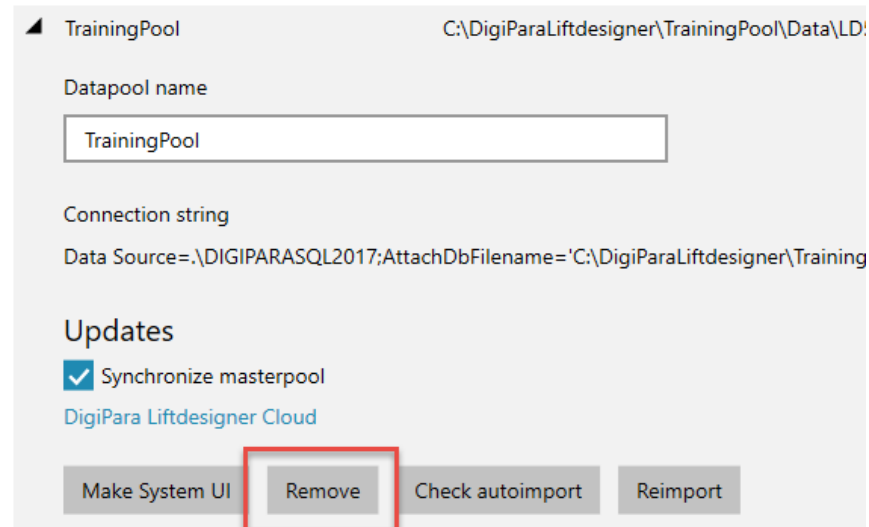 TrainingPool C:\DigiParaLiftdesigner\TrainingPool\Data\LD
Datapool name
TrainingPool
Connection string
Data Source=.\DIGIPARASQL2017;AttachDbFilename='C:\DigiParaLiftdesigner\Training
Updates
Synchronize masterpool
DigiPara Liftdesigner Cloud
Make System UI Remove Check autoimport Reimport